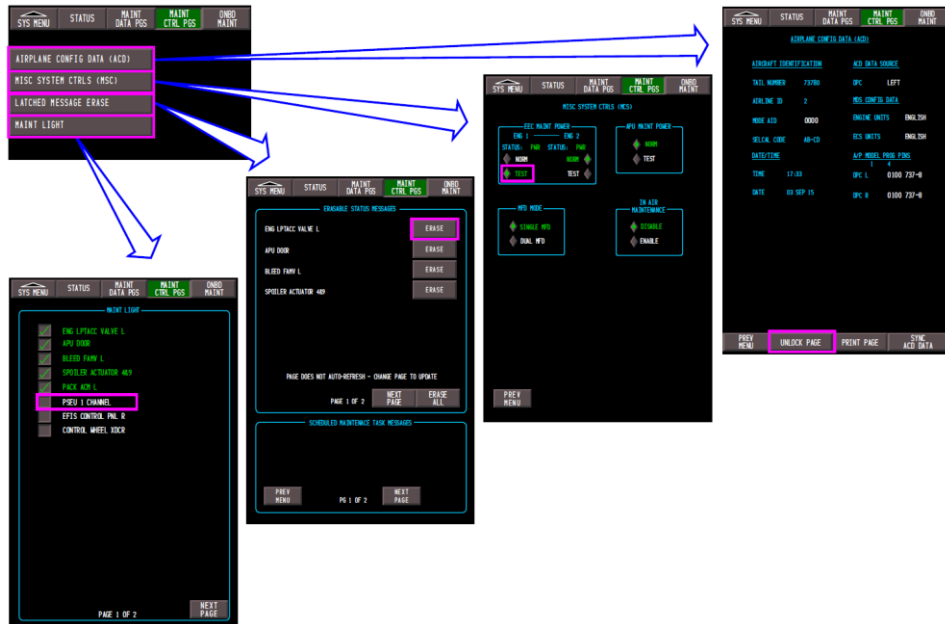 SYS MENU STATUS MAINT DATA PGS MAINT CTRL PGS ONBD MAINT
AIRPLANE CONFIG DATA (ACD)
MISC SYSTEM CTRLS (MSC)
LATCHED MESSAGE ERASE
MAINT LIGHT
SYS MENU STATUS MAINT DATA PGS MAINT CTRL PGS ONBD MAINT
MAINT LIGHT
ENG LPTACC VALVE L
APU DOOR
BLEED FAMV L
SPOILER ACTUATOR 4&9
PACK ACM L
PSEU 1 CHANNEL
EFIS CONTROL PNL R
CONTROL WHEEL XDCR
PAGE 1 OF 2
NEXT PAGE
SYS MENU STATUS MAINT DATA PGS MAINT CTRL PGS ONBD MAINT
ERASABLE STATUS MESSAGES
ENG LPTACC VALVE L ERASE
APU DOOR ERASE
BLEED FAMV L ERASE
SPOILER ACTUATOR 4&9 ERASE
PAGE DOES NOT AUTO-REFRESH - CHANGE PAGE TO UPDATE
PAGE 1 OF 2 NEXT PAGE ERASE ALL
SCHEDULED MAINTENACE TASK MESSAGES
PREV MENU PG 1 OF 2 NEXT PAGE
SYS MENU STATUS MAINT DATA PGS MAINT CTRL PGS ONBD MAINT
MISC SYSTEM CTRLS (MCS)
EEC MAINT POWER
ENG 1 ENG 2
STATUS: PWR STATUS: PWR
NORM NORM
TEST TEST
APU MAINT POWER
NORM
TEST
MFD MODE
SINGLE MFD
DUAL MFD
IN AIR
MAINTENANCE
DISABLE
ENABLE
PREV MENU
SYS MENU STATUS MAINT DATA PGS MAINT CTRL PGS ONBD MAINT
AIRPLANE CONFIG DATA (ACD)
AIRCRAFT IDENTIFICATION ACD DATA SOURCE
TAIL NUMBER 73780 DPC LEFT
AIRLINE ID 2 MDS CONFIG DATA
MODE AID 0000 ENGINE UNITS ENGLISH
SELCAL CODE AB-CD ECS UNITS ENGLISH
DATE/TIME A/P MODEL PROG PINS
1 4
TIME 17:33 DPC L 0100 737-8
DATE 03 SEP 15 DPC R 0100 737-8
PREV MENU UNLOCK PAGE PRINT PAGE SYNC ACD DATA